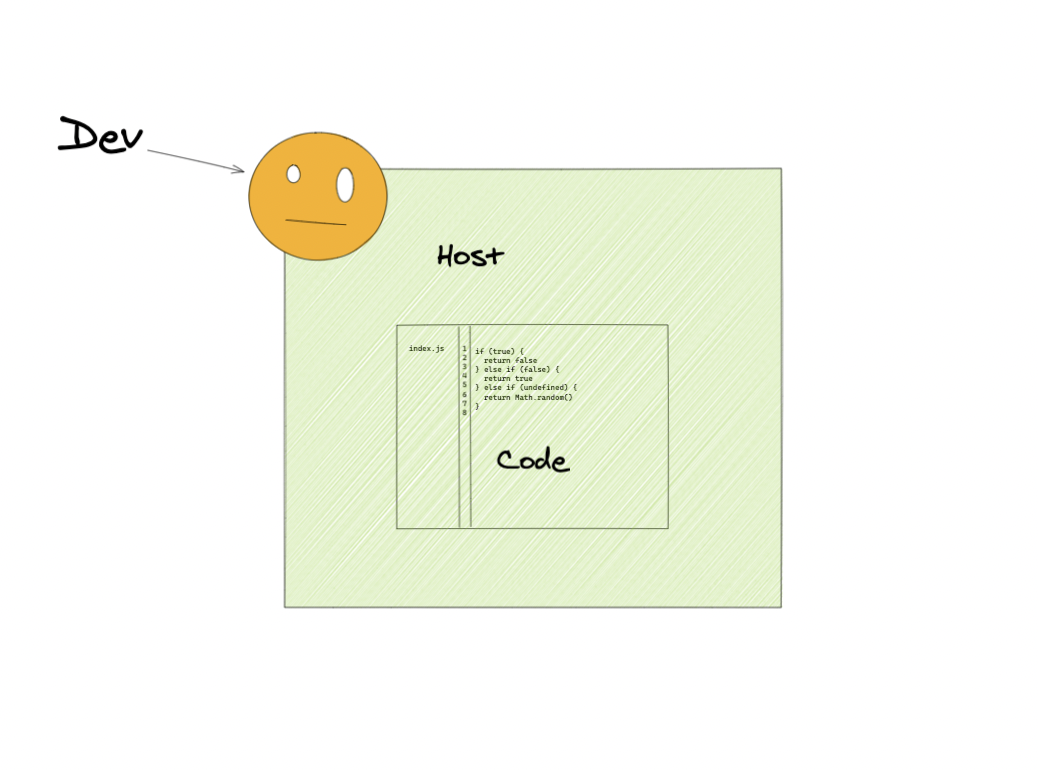 Dev
Host
index.js
1
2
3
4
5
6
7
8
if (true) {
  return false
} else if (false) {
  return true
} else if (undefined) {
  return Math.random()
}
Code